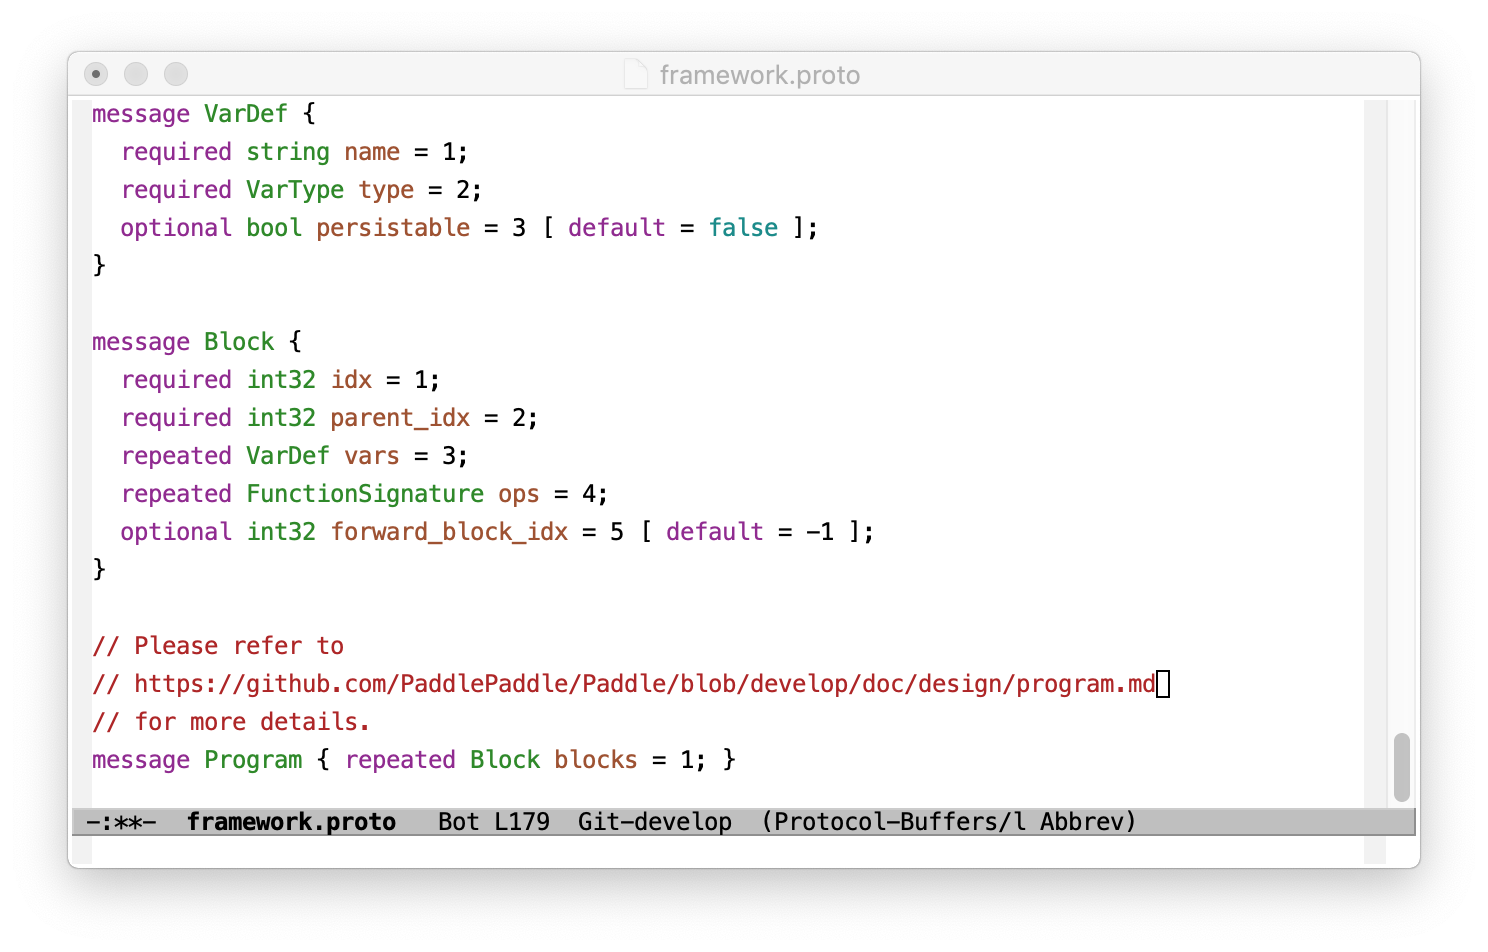 framework.proto
message VarDef {
  required string name = 1;
  required VarType type = 2;
  optional bool persistable = 3 [ default = false ];
}
message Block {
  required int32 idx = 1;
  required int32 parent_idx = 2;
  repeated VarDef vars = 3;
  repeated FunctionSignature ops = 4;
  optional int32 forward_block_idx = 5 [ default = -1 ];
}
// Please refer to
// https://github.com/PaddlePaddle/Paddle/blob/develop/doc/design/program.md
// for more details.
message Program { repeated Block blocks = 1; }
-:**-  framework.proto   Bot L179  Git-develop  (Protocol-Buffers/l Abbrev)